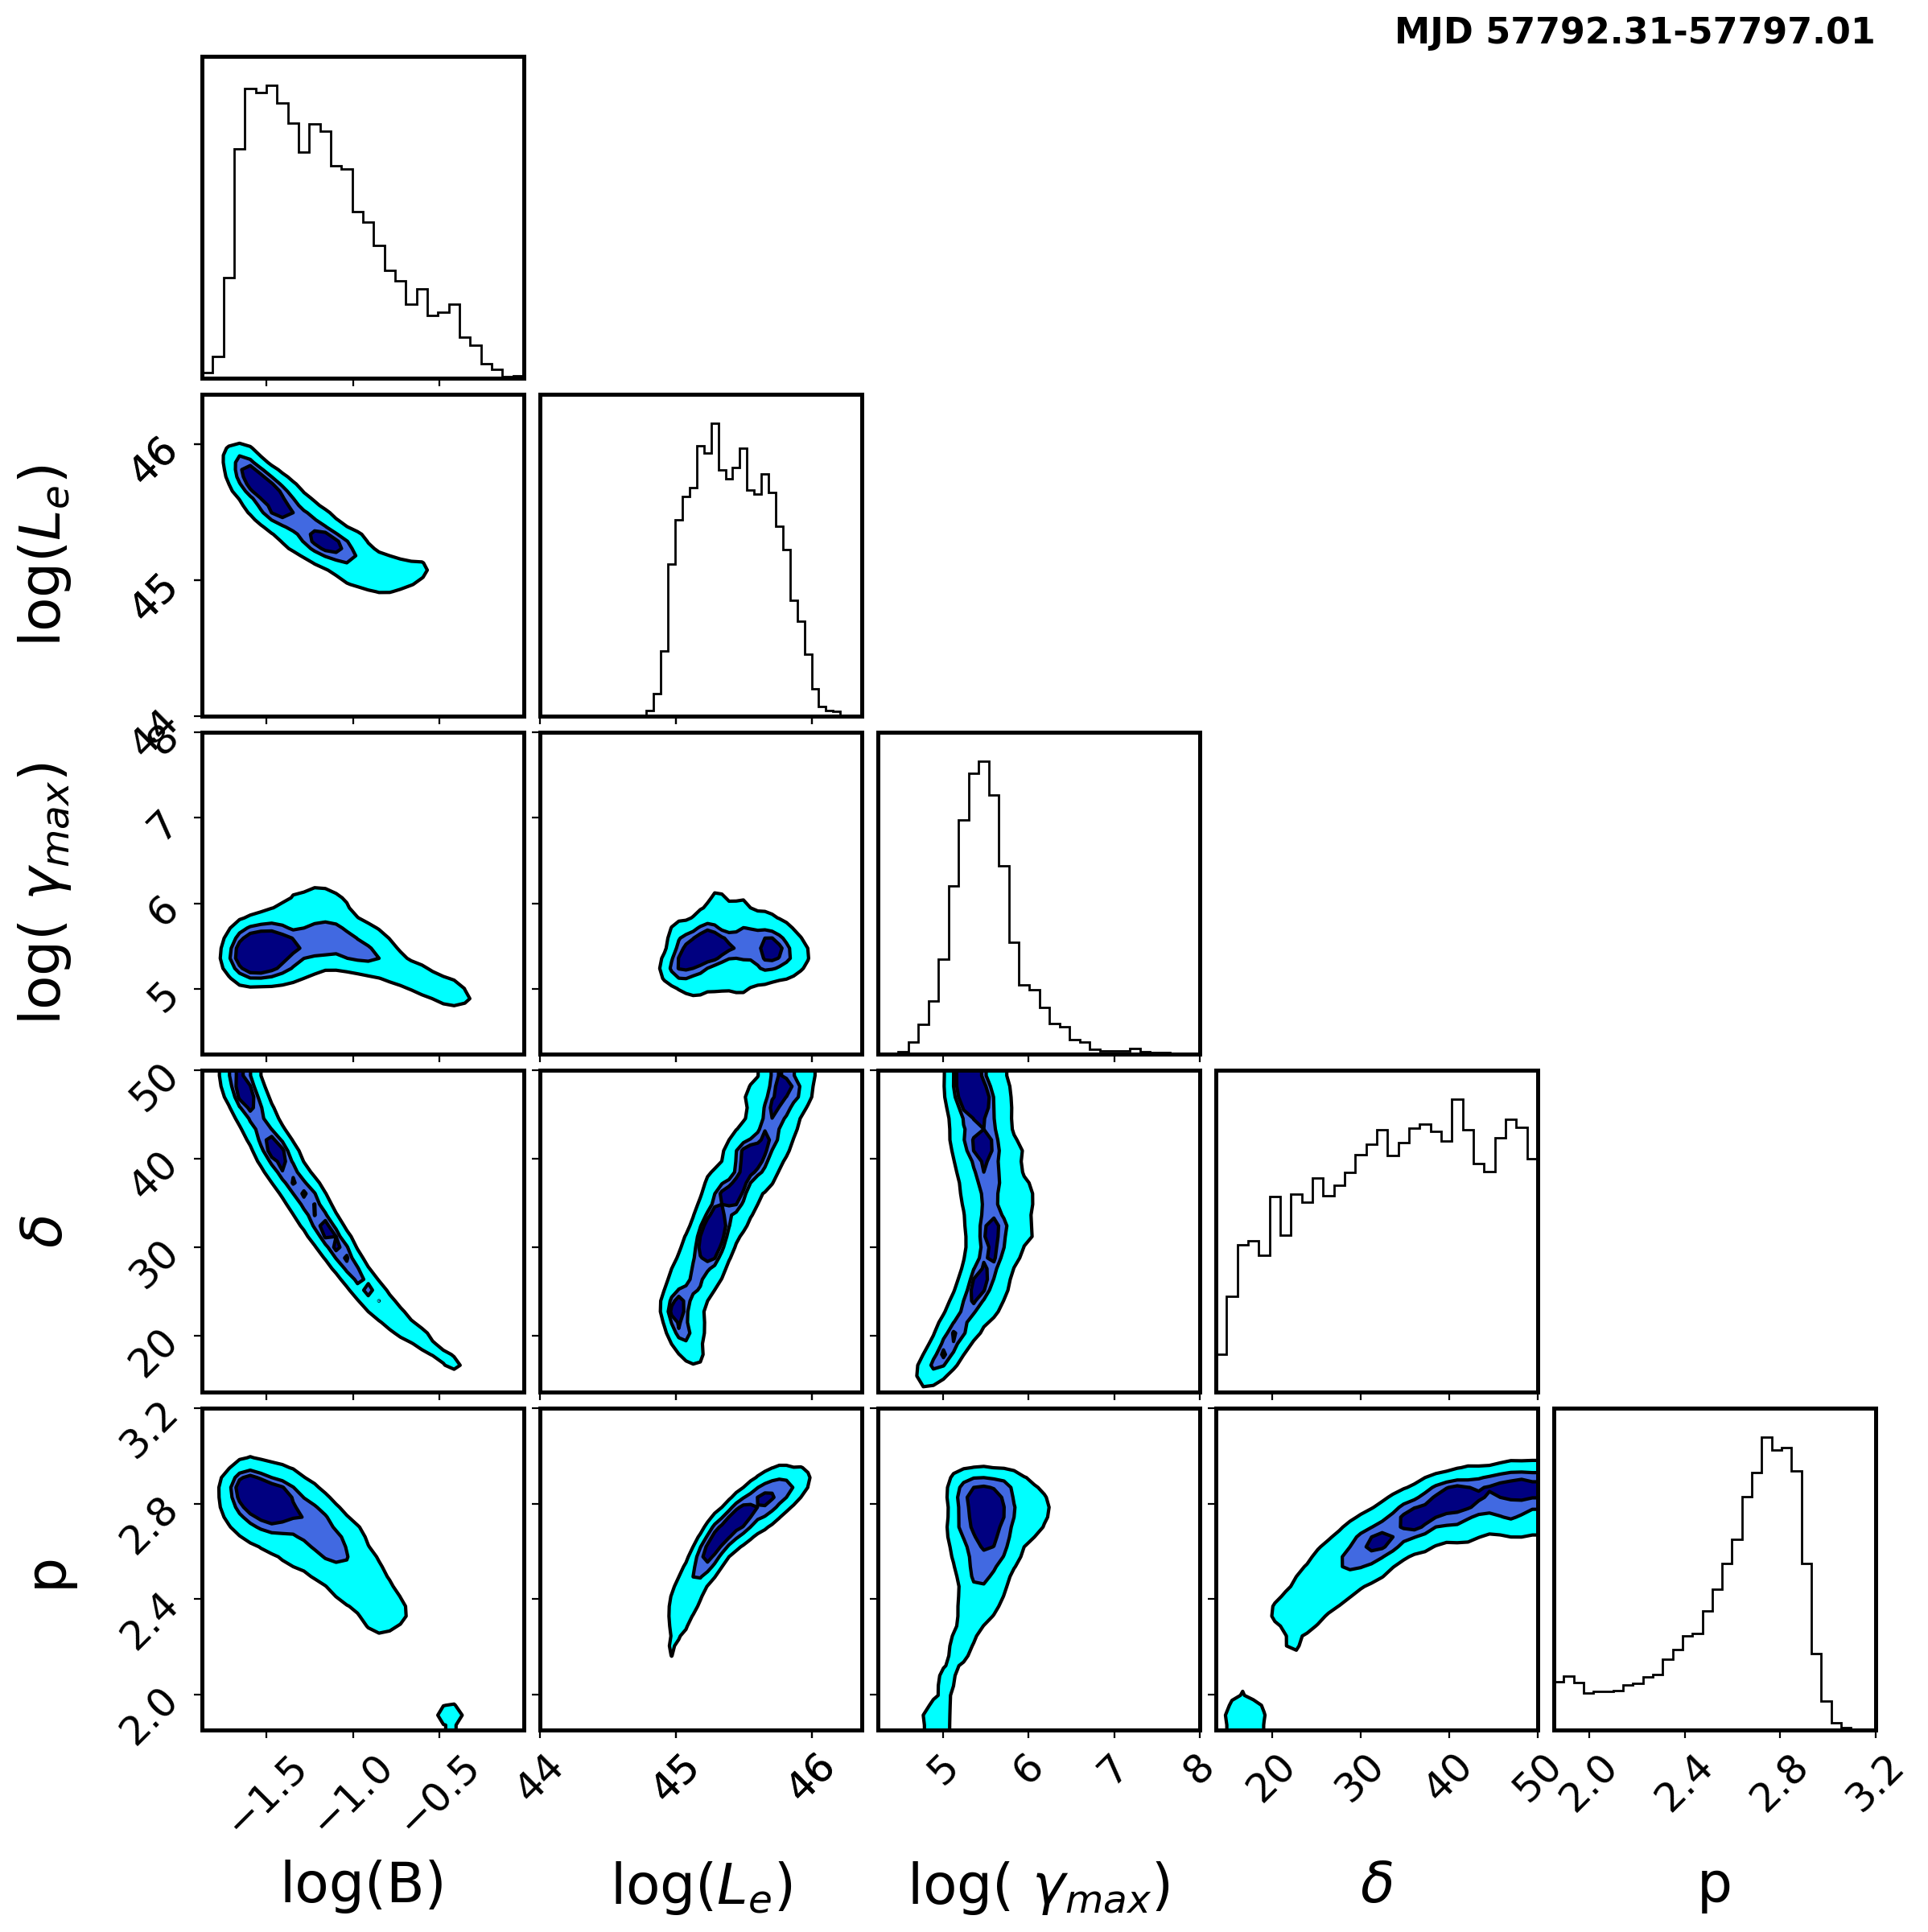 MJD 57792.31-57797.01
log(Lₑ)
46
45
44
log( γ_max)
8
7
6
5
δ
50
40
30
20
p
3.2
2.8
2.4
2.0
−1.5 −1.0 −0.5 44 45 46 5 6 7 8 20 30 40 50 2.0 2.4 2.8 3.2
log(B) log(Lₑ) log( γ_max) δ p